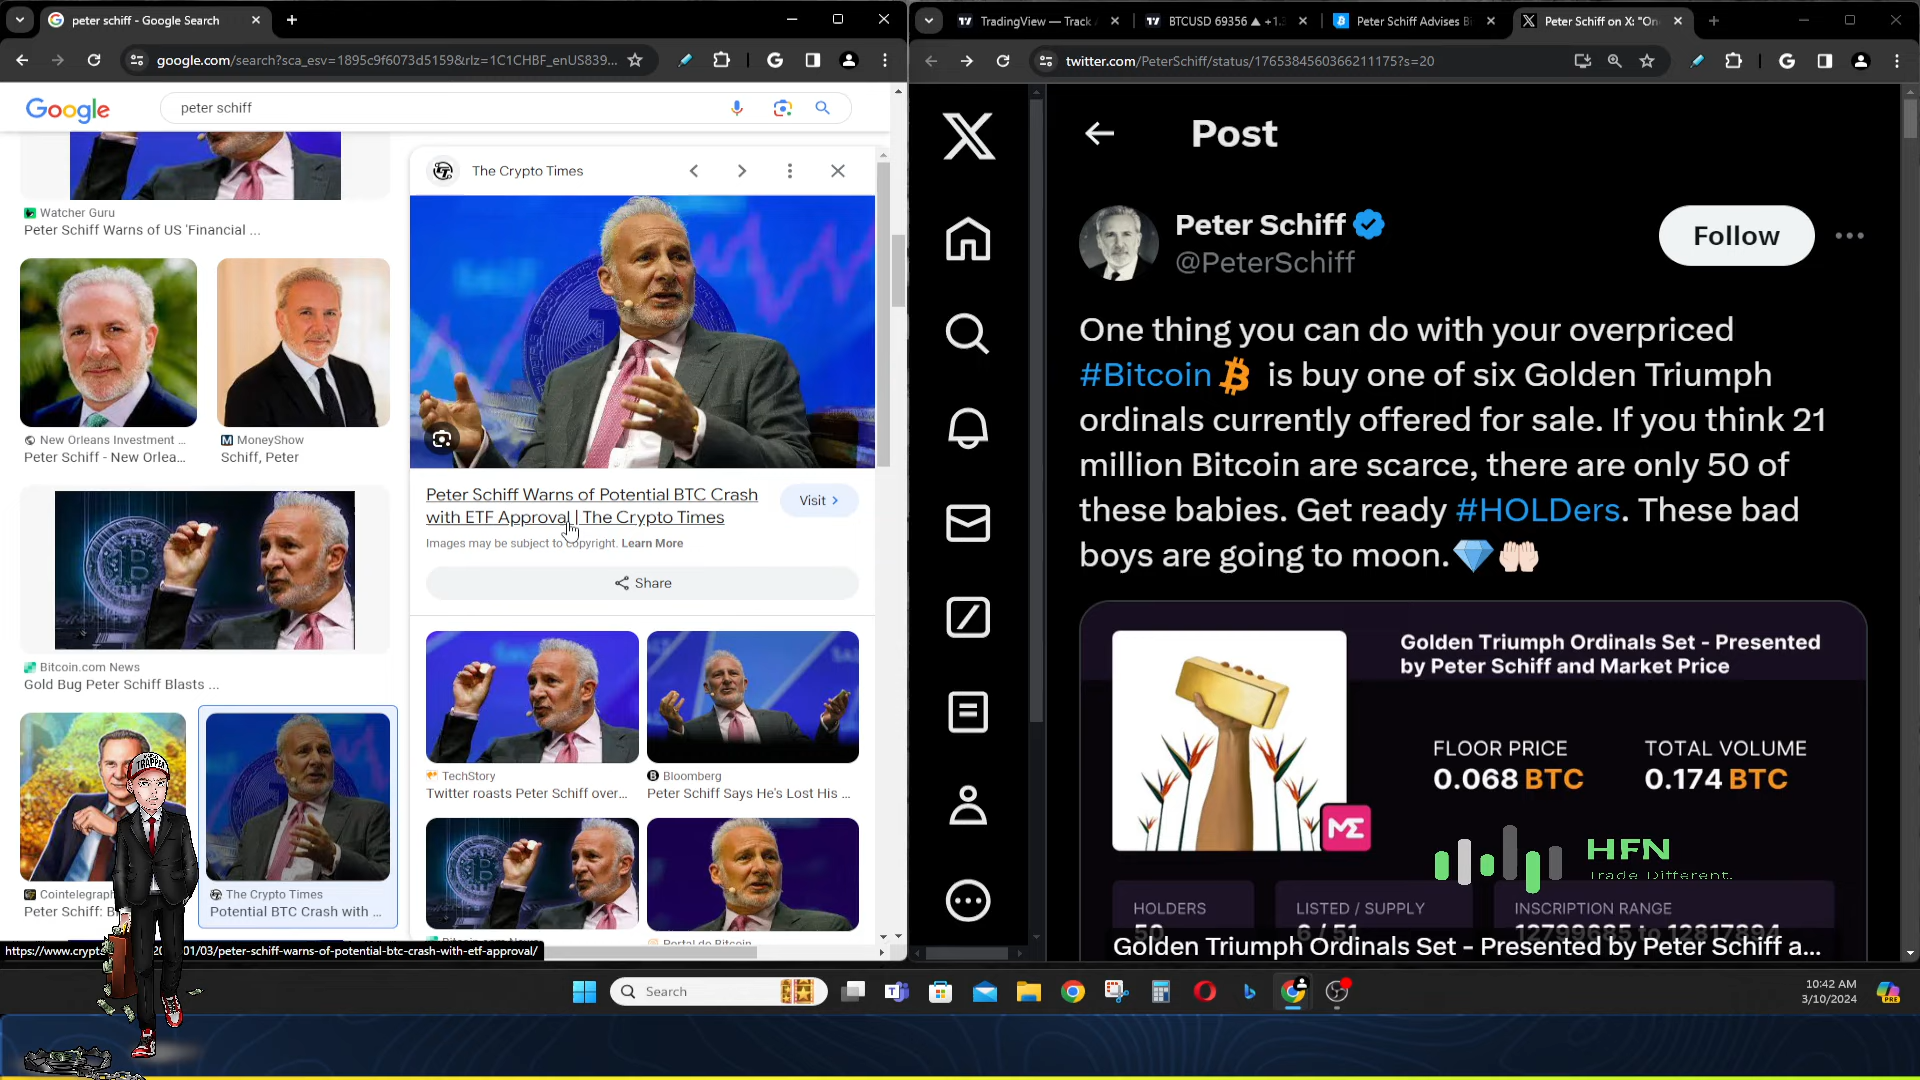 peter schiff - Google Search
google.com/search?sca_esv=1895c9f6073d5159&rlz=1C1CHBF_enUS839...
Google
peter schiff
Watcher Guru
Peter Schiff Warns of US 'Financial ...
New Orleans Investment ...
Peter Schiff - New Orlea...
MoneyShow
Schiff, Peter
Bitcoin.com News
Gold Bug Peter Schiff Blasts ...
Cointelegraph
Peter Schiff: B
The Crypto Times
Potential BTC Crash with ...
TRAPPER
The Crypto Times
Peter Schiff Warns of Potential BTC Crash
with ETF Approval | The Crypto Times
Visit
Images may be subject to copyright. Learn More
Share
TechStory
Twitter roasts Peter Schiff over...
Bloomberg
Peter Schiff Says He's Lost His ...
Portal do Bitcoin
01/03/peter-schiff-warns-of-potential-btc-crash-with-etf-approval/
TradingView — Track
BTCUSD 69356 ▲ +1.
Peter Schiff Advises Bi
Peter Schiff on X: "On
twitter.com/PeterSchiff/status/1765384560366211175?s=20
Post
Peter Schiff
@PeterSchiff
Follow
One thing you can do with your overpriced
#Bitcoin is buy one of six Golden Triumph
ordinals currently offered for sale. If you think 21
million Bitcoin are scarce, there are only 50 of
these babies. Get ready #HOLDers. These bad
boys are going to moon.💎🤲🏻
Golden Triumph Ordinals Set - Presented
by Peter Schiff and Market Price
FLOOR PRICE
0.068 BTC
TOTAL VOLUME
0.174 BTC
ME
HFN
Trade Different.
HOLDERS
50
LISTED / SUPPLY
6 / 51
INSCRIPTION RANGE
12799685 to 12817894
Golden Triumph Ordinals Set - Presented by Peter Schiff a...
Search
10:42 AM
3/10/2024
PRE